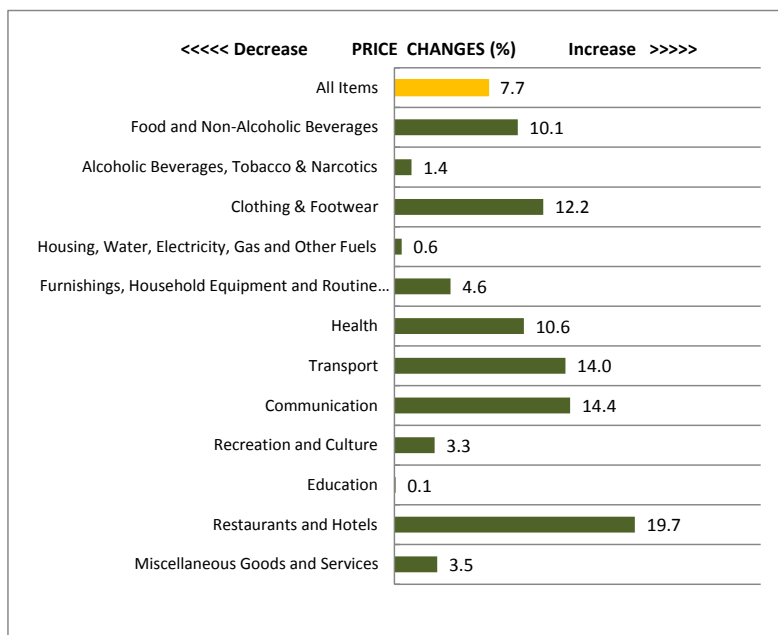 <<<<< Decrease PRICE CHANGES (%) Increase >>>>>
All Items 7.7
Food and Non-Alcoholic Beverages 10.1
Alcoholic Beverages, Tobacco & Narcotics 1.4
Clothing & Footwear 12.2
Housing, Water, Electricity, Gas and Other Fuels 0.6
Furnishings, Household Equipment and Routine… 4.6
Health 10.6
Transport 14.0
Communication 14.4
Recreation and Culture 3.3
Education 0.1
Restaurants and Hotels 19.7
Miscellaneous Goods and Services 3.5